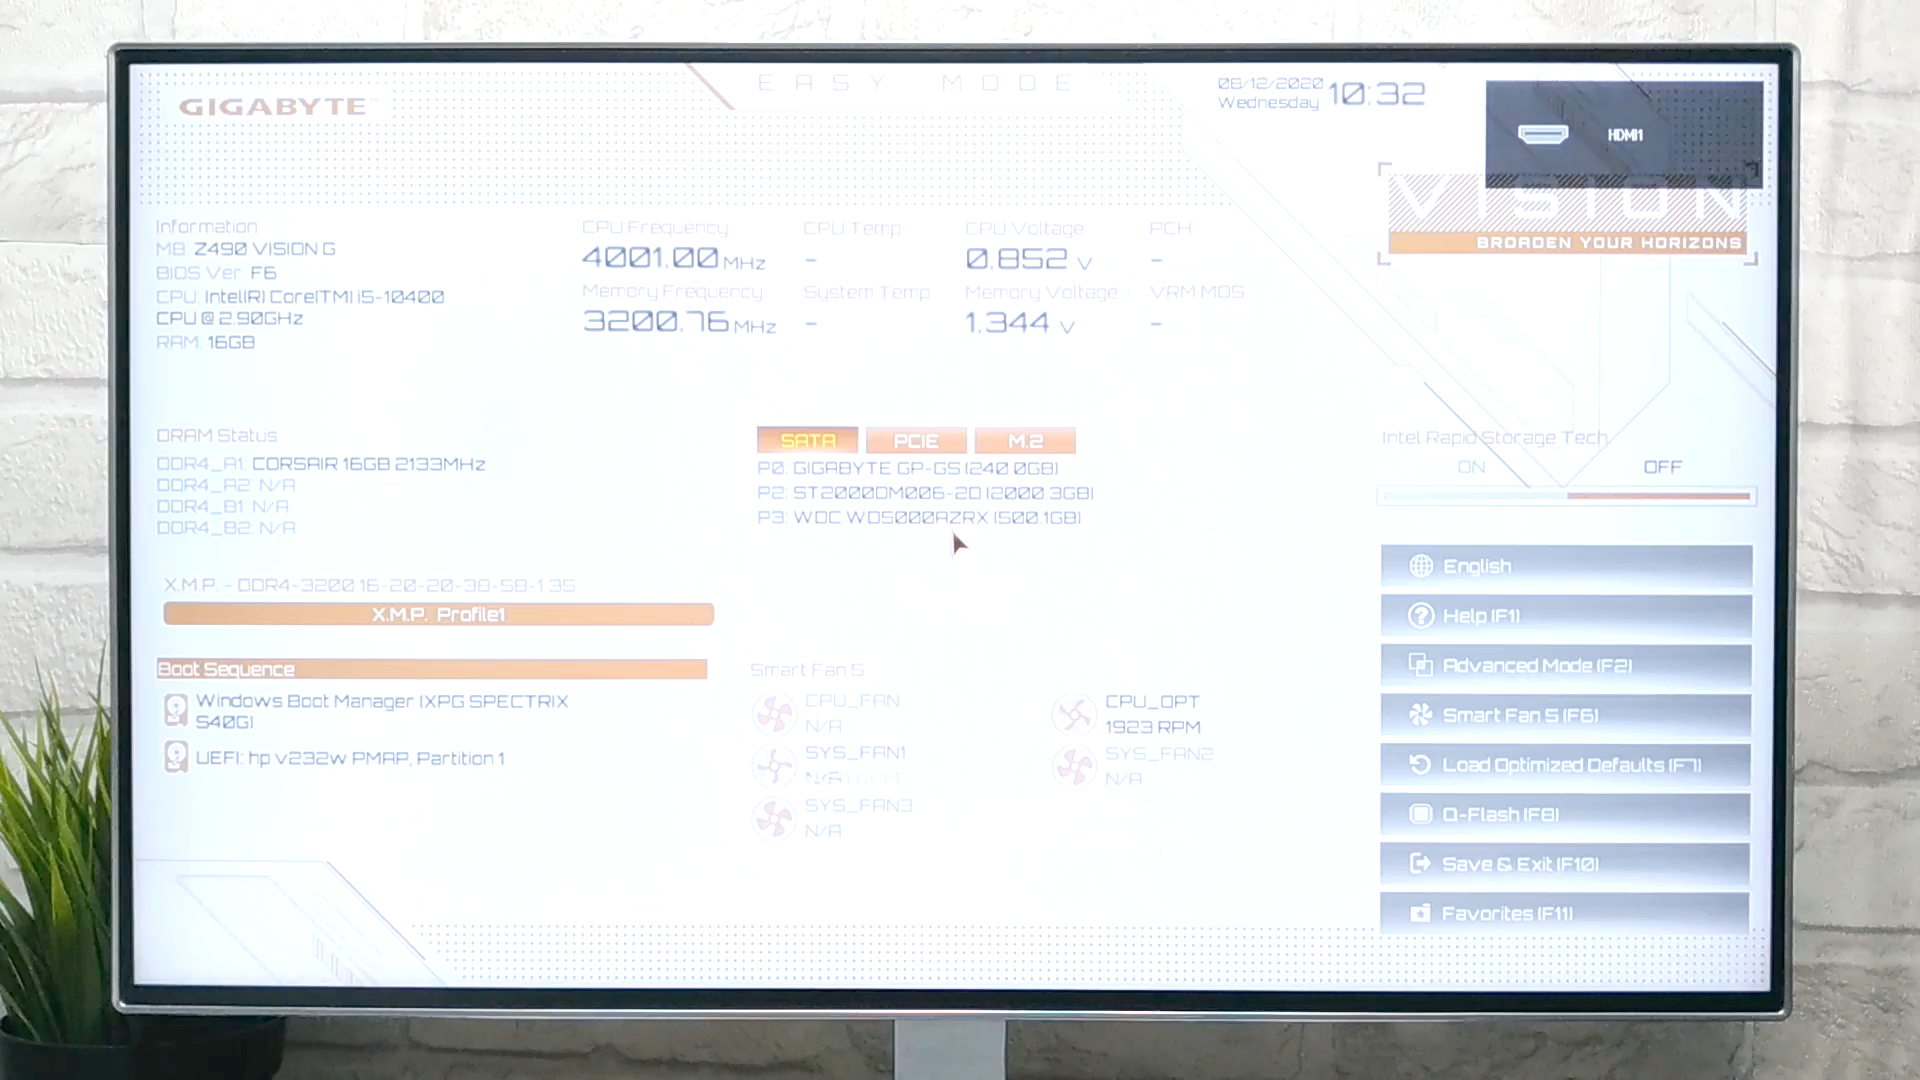 EASY MODE
GIGABYTE
08/12/2020
Wednesday
10:32
HDMI1
VISION
BROADEN YOUR HORIZONS
Information
MB: Z490 VISION G
BIOS Ver. F6
CPU: Intel(R) Core(TM) i5-10400
CPU @ 2.90GHz
RAM: 16GB
CPU Frequency
4001.00 MHz
CPU Temp
-
CPU Voltage
0.852 V
PCH
-
Memory Frequency
3200.76 MHz
System Temp
-
Memory Voltage
1.344 V
VRM MOS
-
DRAM Status
DDR4_A1: CORSAIR 16GB 2133MHz
DDR4_A2: N/A
DDR4_B1: N/A
DDR4_B2: N/A
SATA
PCIE
M.2
P0: GIGABYTE GP-GS (240.0GB)
P2: ST2000DM006-2D (2000.3GB)
P3: WDC WD5000AZRX (500.1GB)
Intel Rapid Storage Tech.
ON
OFF
X.M.P. - DDR4-3200 16-20-20-38-58-1.35
X.M.P. Profile1
Boot Sequence
Windows Boot Manager (XPG SPECTRIX
S40G)
UEFI: hp v232w PMAP, Partition 1
Smart Fan 5
CPU_FAN
N/A
CPU_OPT
1923 RPM
SYS_FAN1
N/A
SYS_FAN2
N/A
SYS_FAN3
N/A
English
Help (F1)
Advanced Mode (F2)
Smart Fan 5 (F6)
Load Optimized Defaults (F7)
Q-Flash (F8)
Save & Exit (F10)
Favorites (F11)